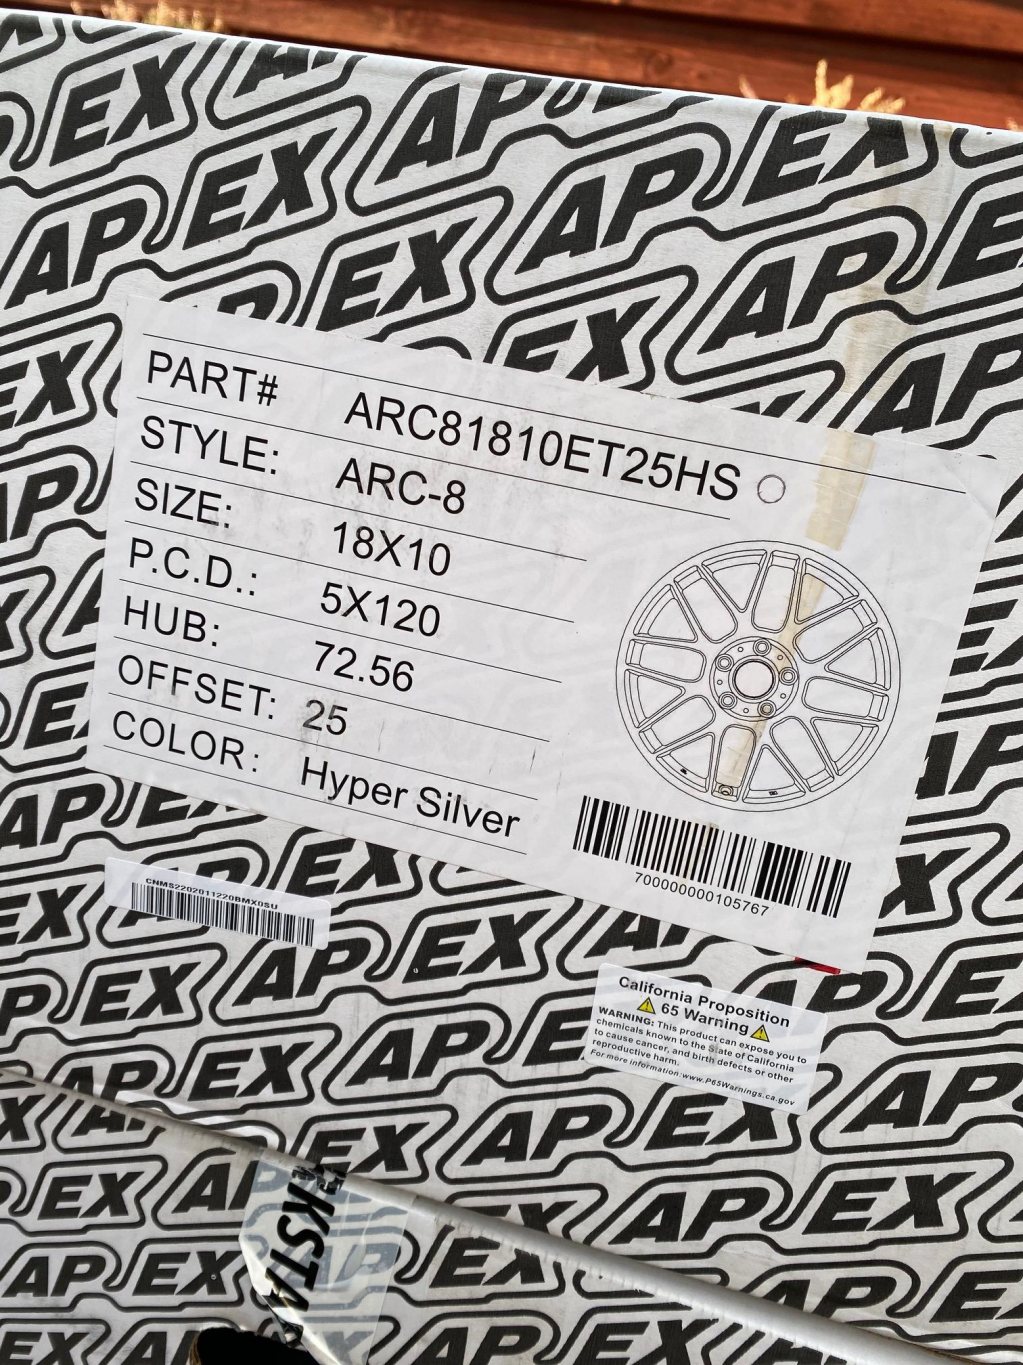 APEX
PART# ARC81810ET25HS
STYLE: ARC-8
SIZE: 18X10
P.C.D.: 5X120
HUB: 72.56
OFFSET: 25
COLOR: Hyper Silver
700000000105767
CNMS2202011220BMX0SU
California Proposition
65 Warning
WARNING: This product can expose you to
chemicals known to the State of California
to cause cancer, and birth defects or other
reproductive harm.
For more information:www.P65Warnings.ca.gov